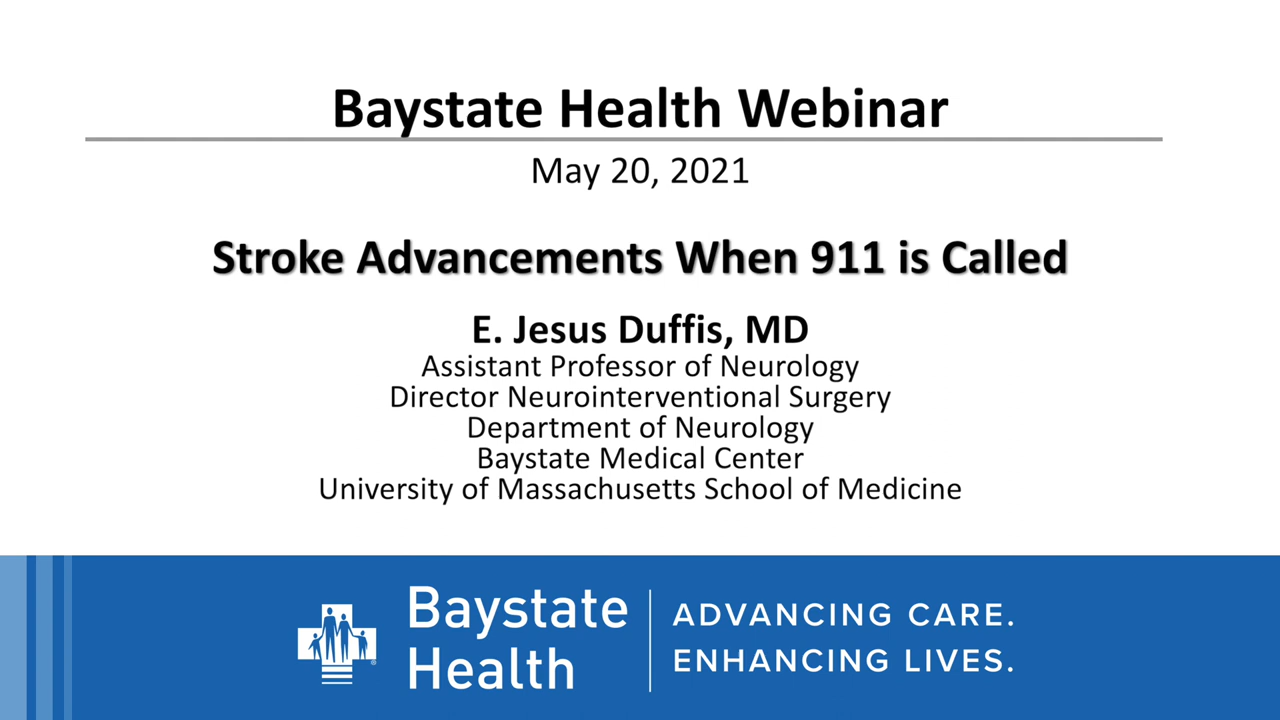 Baystate Health Webinar
May 20, 2021
Stroke Advancements When 911 is Called
E. Jesus Duffis, MD
Assistant Professor of Neurology
Director Neurointerventional Surgery
Department of Neurology
Baystate Medical Center
University of Massachusetts School of Medicine
Baystate
Health
®
ADVANCING CARE.
ENHANCING LIVES.